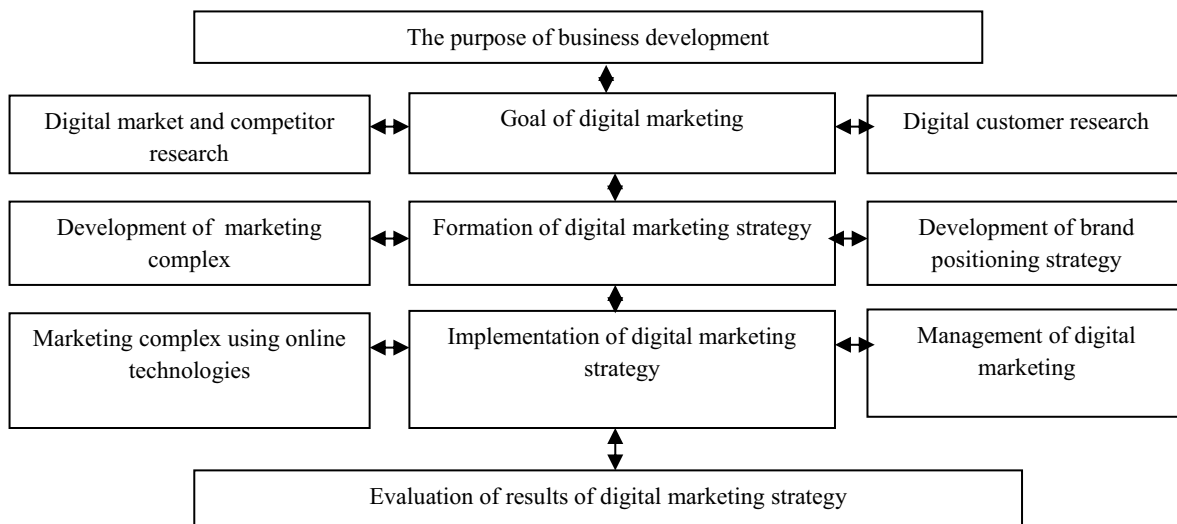 The purpose of business development
Digital market and competitor
research
Goal of digital marketing
Digital customer research
Development of marketing
complex
Formation of digital marketing strategy
Development of brand
positioning strategy
Marketing complex using online
technologies
Implementation of digital marketing
strategy
Management of digital
marketing
Evaluation of results of digital marketing strategy